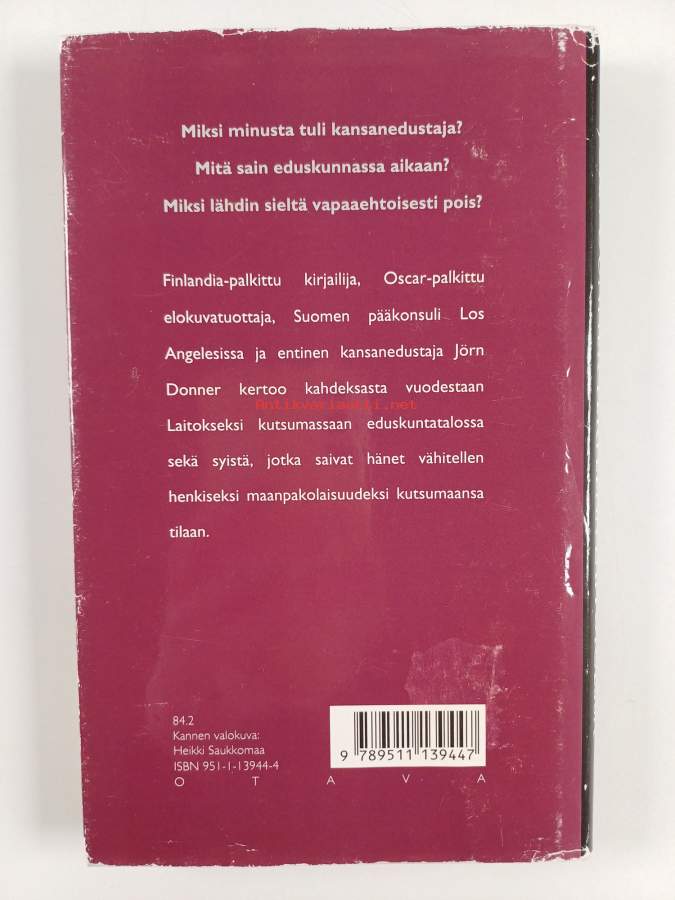 Miksi minusta tuli kansanedustaja?
Mitä sain eduskunnassa aikaan?
Miksi lähdin sieltä vapaaehtoisesti pois?
Finlandia-palkittu kirjailija, Oscar-palkittu
elokuvatuottaja, Suomen pääkonsuli Los
Angelesissa ja entinen kansanedustaja Jörn
Donner kertoo kahdeksasta vuodestaan
Antikvariaatti.net
Laitokseksi kutsumassaan eduskuntatalossa
sekä syistä, jotka saivat hänet vähitellen
henkiseksi maanpakolaisuudeksi kutsumaansa
tilaan.
84.2
Kannen valokuva:
Heikki Saukkomaa
ISBN 951-1-13944-4
O T A V A
9 789511 139447